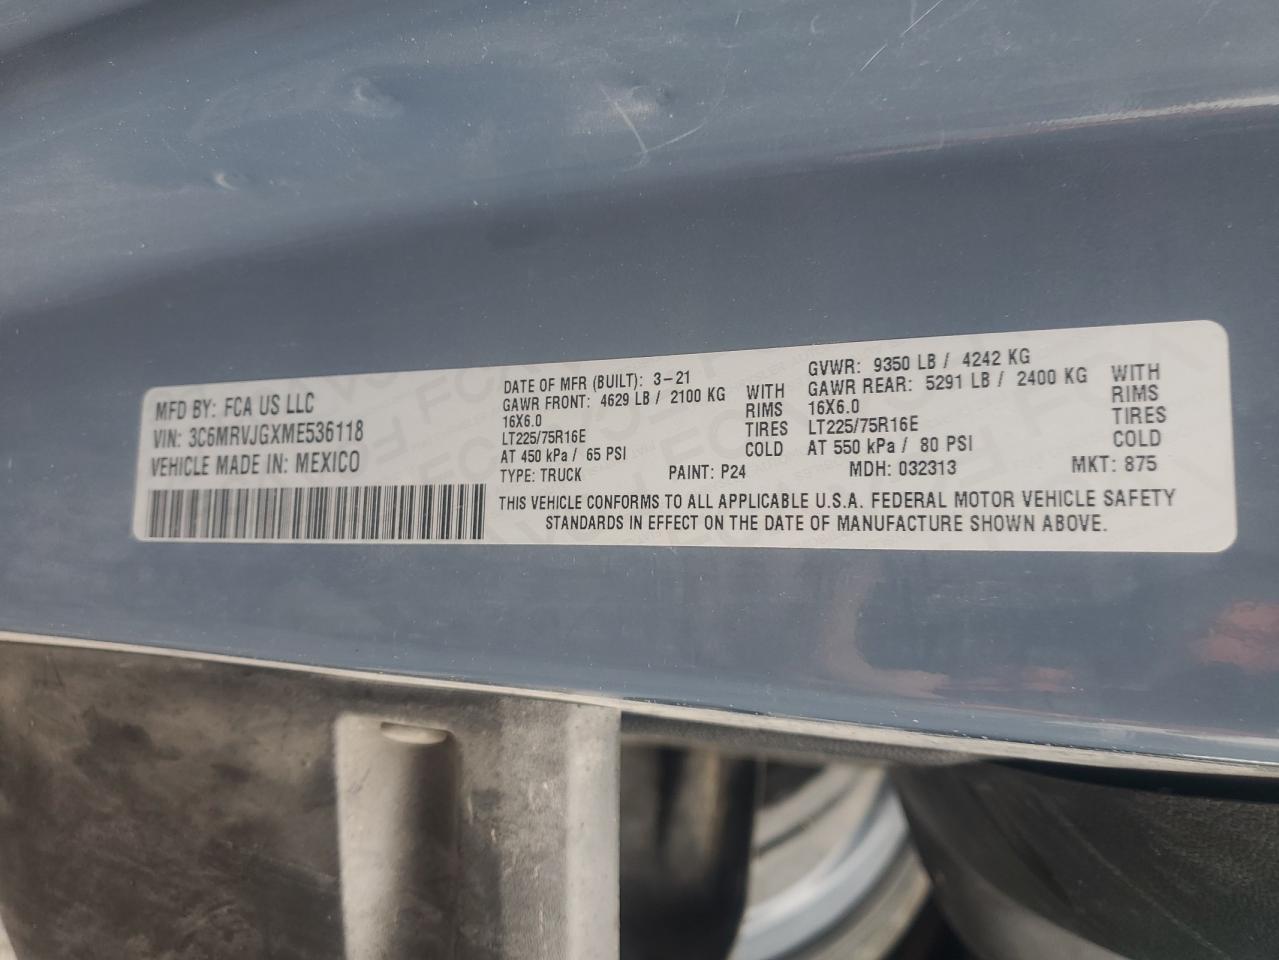 MFD BY: FCA US LLC
VIN: 3C6MRVJGXME536118
VEHICLE MADE IN: MEXICO
DATE OF MFR (BUILT): 3-21
GAWR FRONT: 4629 LB / 2100 KG WITH
16X6.0 RIMS
LT225/75R16E TIRES
AT 450 kPa / 65 PSI COLD
GVWR: 9350 LB / 4242 KG
GAWR REAR: 5291 LB / 2400 KG WITH
16X6.0 RIMS
LT225/75R16E TIRES
AT 550 kPa / 80 PSI COLD
TYPE: TRUCK PAINT: P24 MDH: 032313 MKT: 875
THIS VEHICLE CONFORMS TO ALL APPLICABLE U.S.A. FEDERAL MOTOR VEHICLE SAFETY
STANDARDS IN EFFECT ON THE DATE OF MANUFACTURE SHOWN ABOVE.